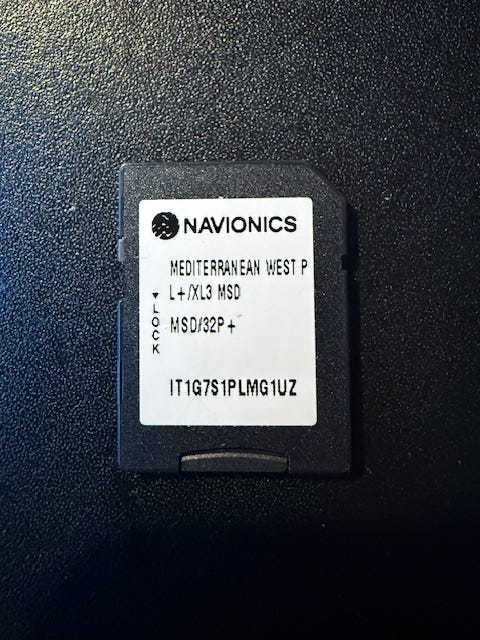 NAVIONICS
MEDITERRANEAN WEST P
L+/XL3 MSD
MSD/32P+
▼LOCK
IT1G7S1PLMG1UZ